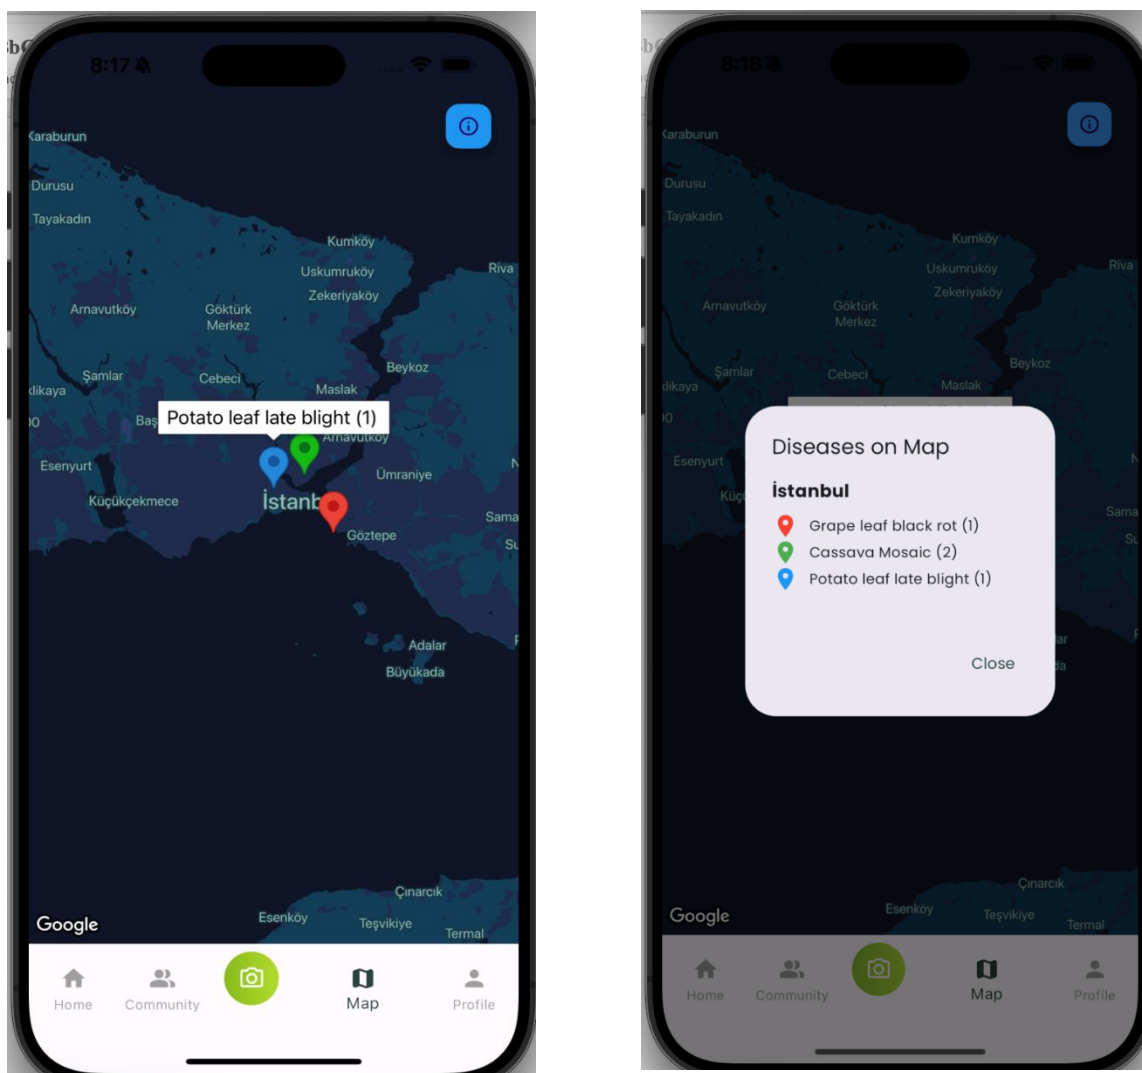 8:17
Karaburun
Durusu
Tayakadın
Kumköy
Uskumruköy
Riva
Zekeriyaköy
Arnavutköy
Göktürk
Merkez
Şamlar
Cebeci
Beykoz
Maslak
Potato leaf late blight (1)
Arnavutköy
Esenyurt
Ümraniye
Küçükçekmece
Göztepe
Adalar
Büyükada
Çınarcık
Esenköy
Teşvikiye
Termal
Google
Home
Community
Map
Profile
8:18
Karaburun
Durusu
Tayakadın
Kumköy
Uskumruköy
Riva
Zekeriyaköy
Arnavutköy
Göktürk
Merkez
Şamlar
Cebeci
Beykoz
Maslak
Esenyurt
Diseases on Map
İstanbul
Grape leaf black rot (1)
Cassava Mosaic (2)
Potato leaf late blight (1)
Close
Çınarcık
Esenköy
Teşvikiye
Termal
Google
Home
Community
Map
Profile